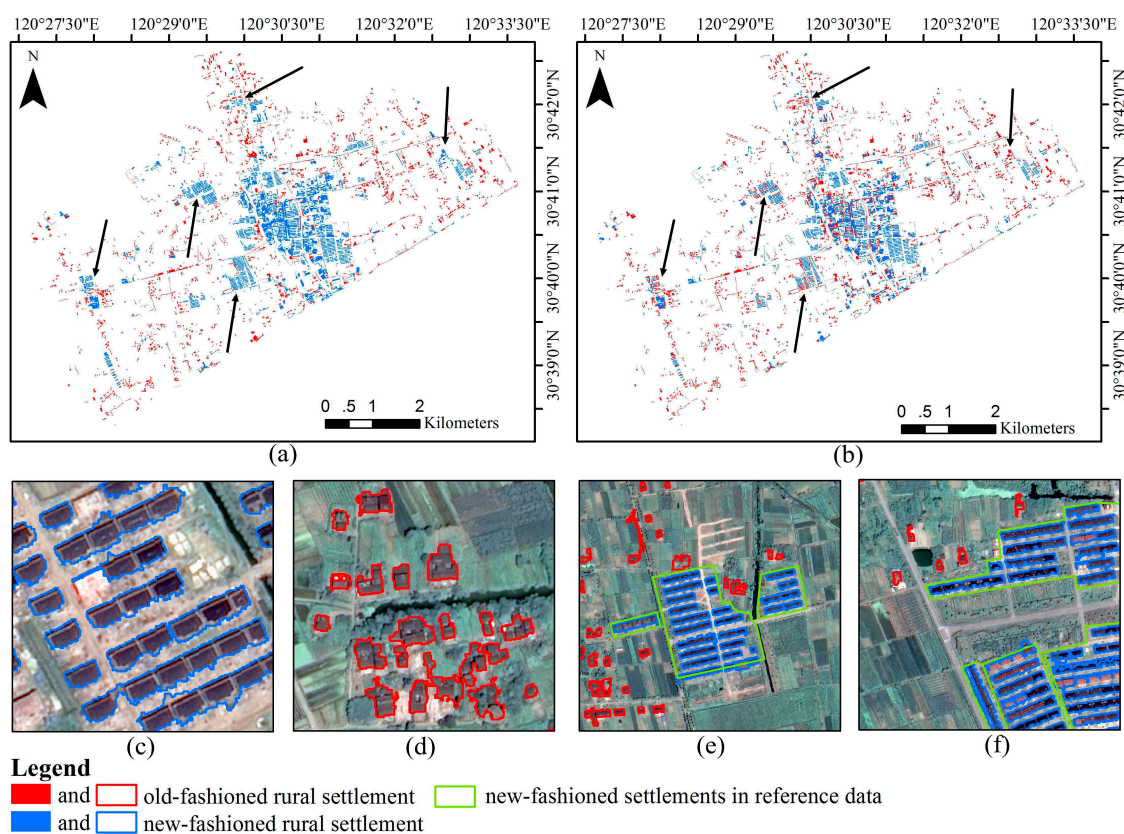 120°27'30"E 120°29'0"E 120°30'30"E 120°32'0"E 120°33'30"E
120°27'30"E 120°29'0"E 120°30'30"E 120°32'0"E 120°33'30"E
N
30°42'0"N
30°41'0"N
30°40'0"N
30°39'0"N
0 .5 1 2
Kilometers
(a)
N
30°42'0"N
30°41'0"N
30°40'0"N
30°39'0"N
0 .5 1 2
Kilometers
(b)
(c)
(d)
(e)
(f)
Legend
and old-fashioned rural settlement new-fashioned settlements in reference data
and new-fashioned rural settlement